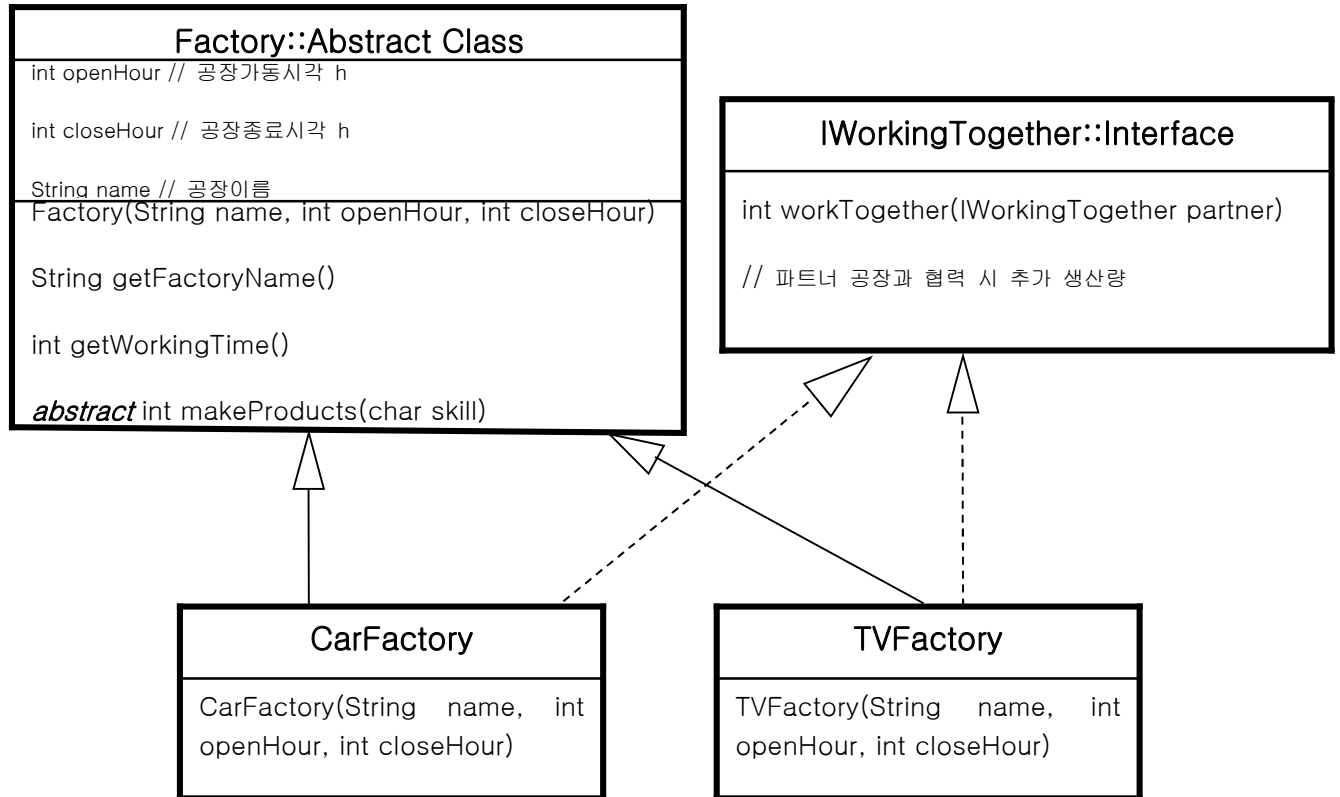 Factory::Abstract Class
int openHour // 공장가동시각 h
int closeHour // 공장종료시각 h
String name // 공장이름
Factory(String name, int openHour, int closeHour)
String getFactoryName()
int getWorkingTime()
abstract int makeProducts(char skill)
IWorkingTogether::Interface
int workTogether(IWorkingTogether partner)
// 파트너 공장과 협력 시 추가 생산량
CarFactory
CarFactory(String name, int
openHour, int closeHour)
TVFactory
TVFactory(String name, int
openHour, int closeHour)